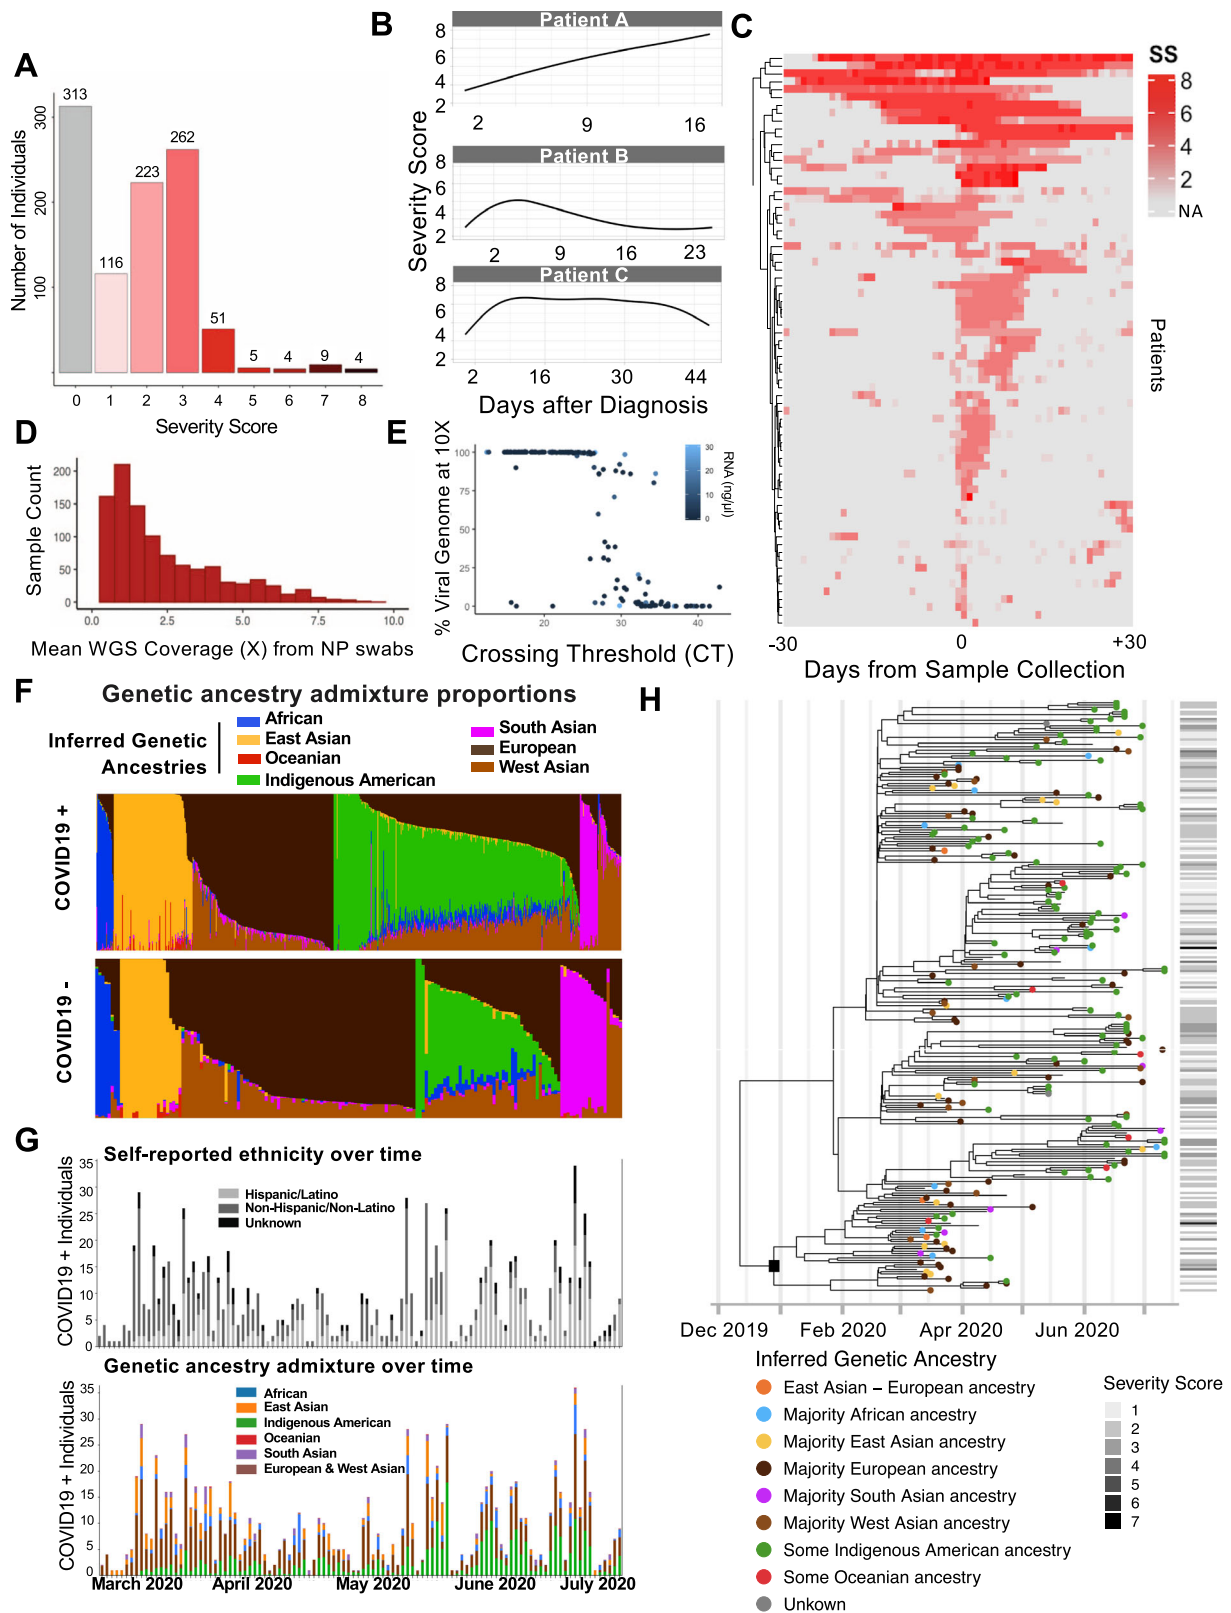 A
Number of Individuals
300
200
100
313
116
223
262
51
5
4
9
4
0 1 2 3 4 5 6 7 8
Severity Score
B
Severity Score
Patient A
8
6
4
2
2 9 16
Patient B
8
6
4
2
2 9 16 23
Patient C
8
6
4
2
2 16 30 44
Days after Diagnosis
C
SS
8
6
4
2
NA
Patients
-30 0 +30
Days from Sample Collection
D
Sample Count
200
150
100
50
0
0.0 2.5 5.0 7.5 10.0
Mean WGS Coverage (X) from NP swabs
E
% Viral Genome at 10X
100
75
50
25
0
20 30 40
Crossing Threshold (CT)
30
20
10
0
RNA (ng/µl)
F
Genetic ancestry admixture proportions
Inferred Genetic
Ancestries
African
East Asian
Oceanian
Indigenous American
South Asian
European
West Asian
COVID19 +
COVID19 -
G
Self-reported ethnicity over time
COVID19 + Individuals
35
30
25
20
15
10
5
0
Hispanic/Latino
Non-Hispanic/Non-Latino
Unknown
Genetic ancestry admixture over time
COVID19 + Individuals
35
30
25
20
15
10
5
0
African
East Asian
Indigenous American
Oceanian
South Asian
European & West Asian
March 2020 April 2020 May 2020 June 2020 July 2020
H
Dec 2019 Feb 2020 Apr 2020 Jun 2020
Inferred Genetic Ancestry
East Asian – European ancestry
Majority African ancestry
Majority East Asian ancestry
Majority European ancestry
Majority South Asian ancestry
Majority West Asian ancestry
Some Indigenous American ancestry
Some Oceanian ancestry
Unkown
Severity Score
1
2
3
4
5
6
7